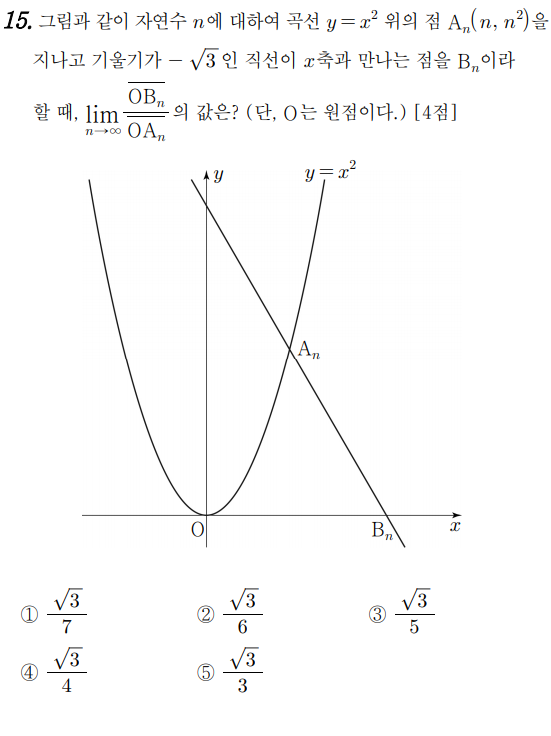 15. 그림과 같이 자연수 n에 대하여 곡선 y=x² 위의 점 Aₙ(n, n²)을
지나고 기울기가 −√3 인 직선이 x축과 만나는 점을 Bₙ이라
할 때, lim(n→∞) OBₙ/OAₙ 의 값은? (단, O는 원점이다.) [4점]
y
y=x²
Aₙ
O
Bₙ
x
① √3/7 ② √3/6 ③ √3/5
④ √3/4 ⑤ √3/3